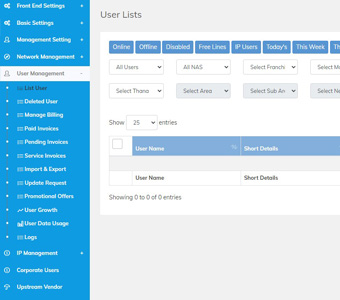 Front End Settings +
Basic Settings +
Management Setting +
Network Management +
User Management −
List User
Deleted User
Manage Billing
Paid Invoices
Pending Invoices
Service Invoices
Import & Export
Update Request
Promotional Offers
User Growth
User Data Usage
Logs
IP Management +
Corporate Users
Upstream Vendor
User Lists
Online Offline Disabled Free Lines IP Users Today's This Week
All Users All NAS Select Franchi
Select Thana Select Area Select Sub An
Show 25 entries
User Name Short Details
User Name Short Details
Showing 0 to 0 of 0 entries